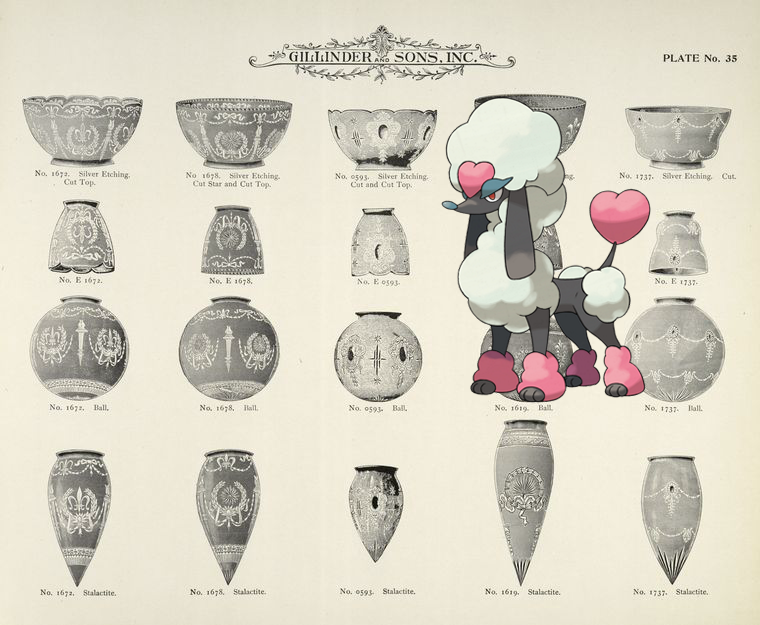 GILLINDER AND SONS, INC.
PLATE No. 35
No. 1672. Silver Etching.
Cut Top.
No. 1678. Silver Etching.
Cut Star and Cut Top.
No. 0593. Silver Etching.
Cut and Cut Top.
No. 1737. Silver Etching. Cut.
No. E 1672.
No. E 1678.
No. E 0593.
No. E 1737.
No. 1672. Ball.
No. 1678. Ball.
No. 0593. Ball.
No. 1619. Ball.
No. 1737. Ball.
No. 1672. Stalactite.
No. 1678. Stalactite.
No. 0593. Stalactite.
No. 1619. Stalactite.
No. 1737. Stalactite.